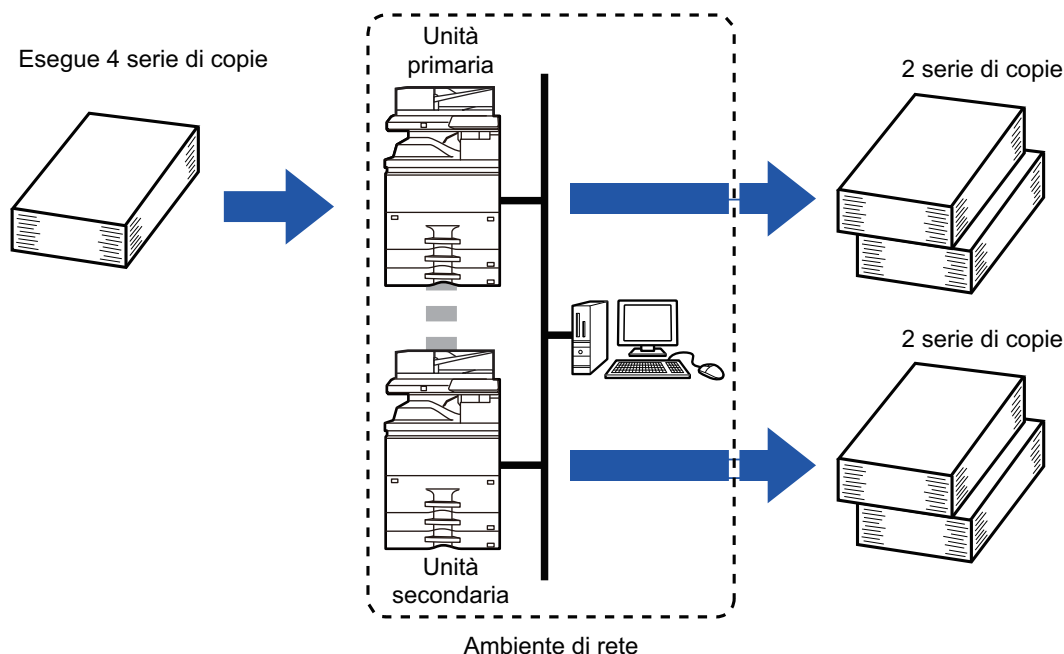 Esegue 4 serie di copie
Unità
primaria
2 serie di copie
2 serie di copie
Unità
secondaria
Ambiente di rete